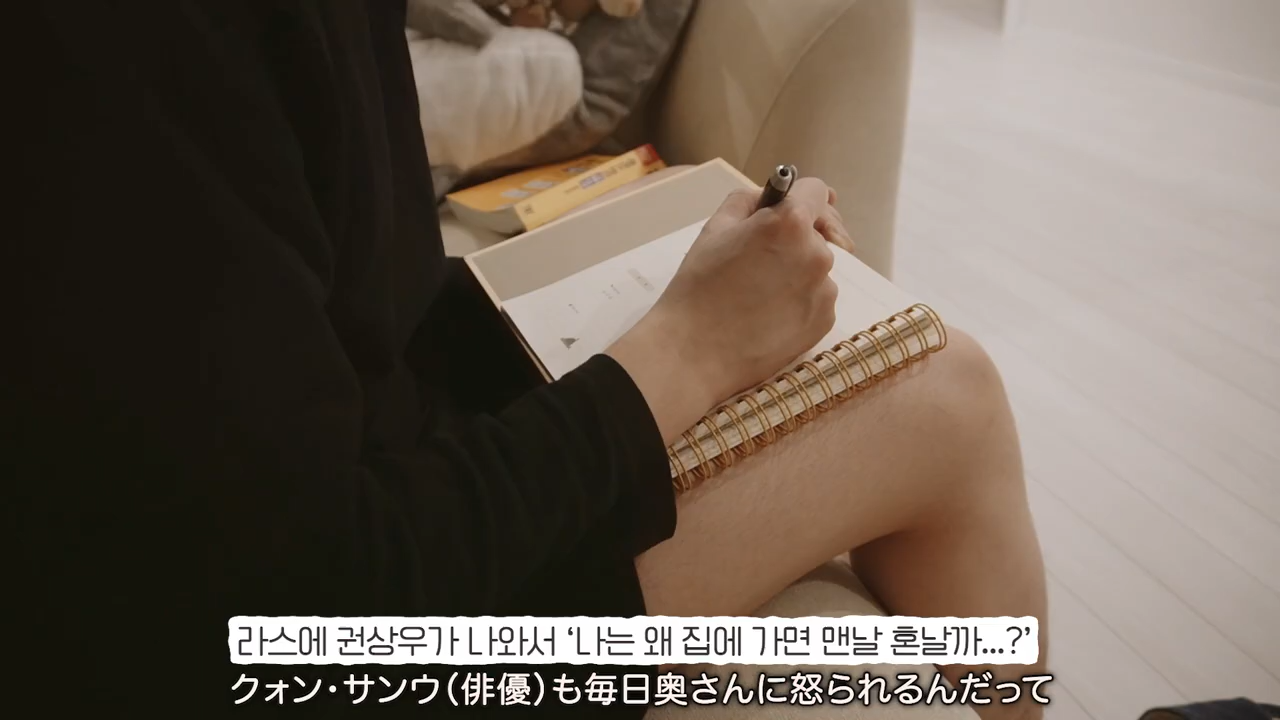 라스에 권상우가 나와서 ‘나는 왜 집에 가면 맨날 혼날까...?’
クォン・サンウ(俳優)も毎日奥さんに怒られるんだって